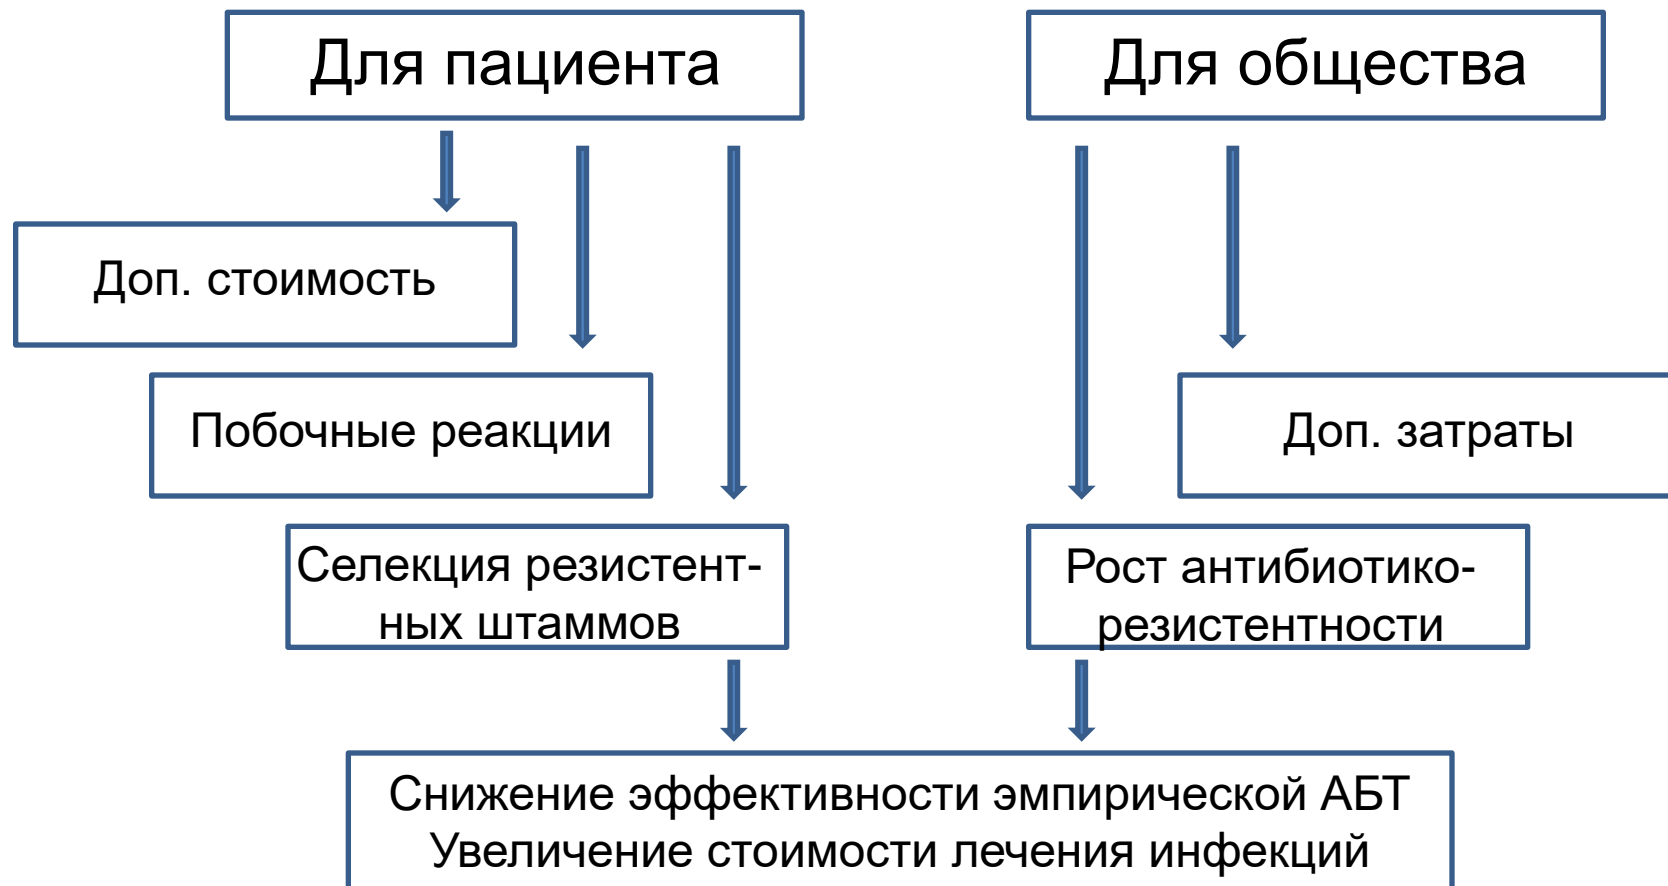 Для пациента
Для общества
Доп. стоимость
Побочные реакции
Доп. затраты
Селекция резистент-
ных штаммов
Рост антибиотико-
резистентности
Снижение эффективности эмпирической АБТ
Увеличение стоимости лечения инфекций